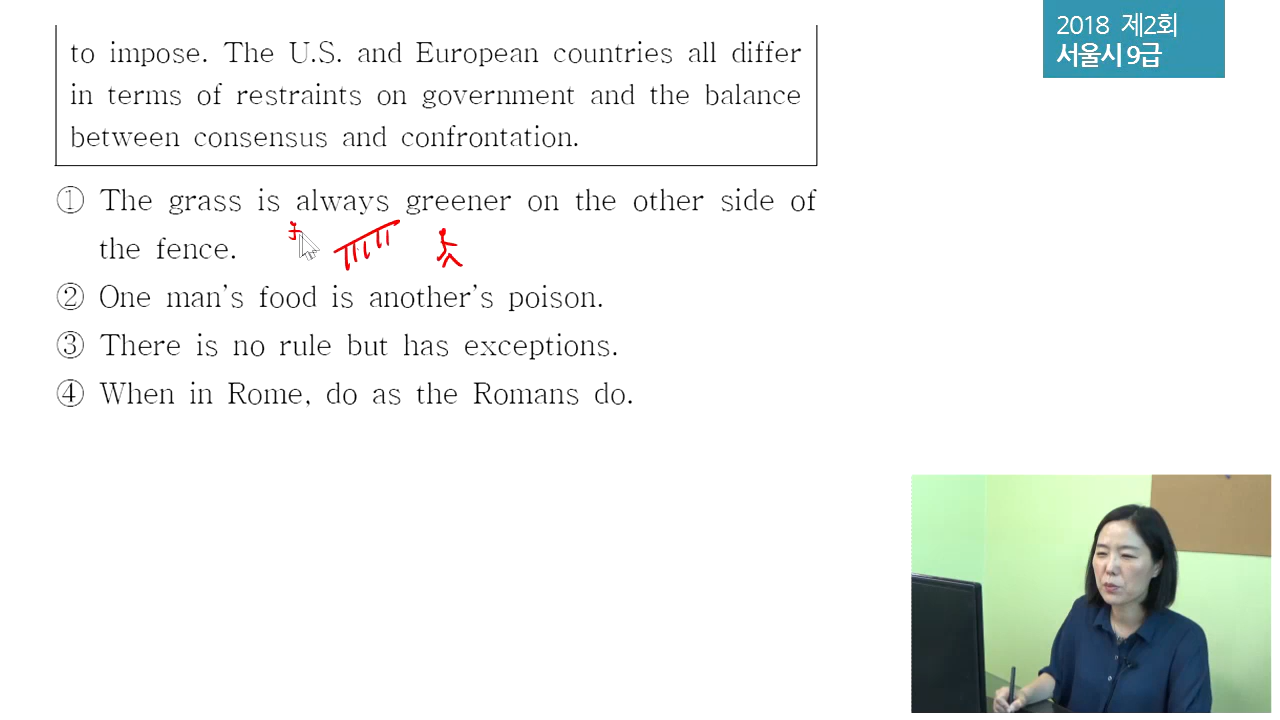 2018 제2회
서울시 9급
to impose. The U.S. and European countries all differ
in terms of restraints on government and the balance
between consensus and confrontation.
① The grass is always greener on the other side of
the fence.
② One man's food is another's poison.
③ There is no rule but has exceptions.
④ When in Rome, do as the Romans do.